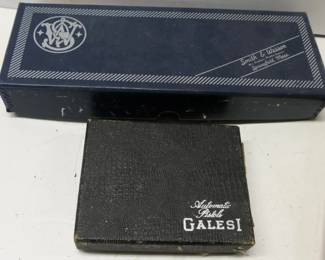 S&W
Smith & Wesson
Springfield, Mass
Automatic
Pistols
GALESI